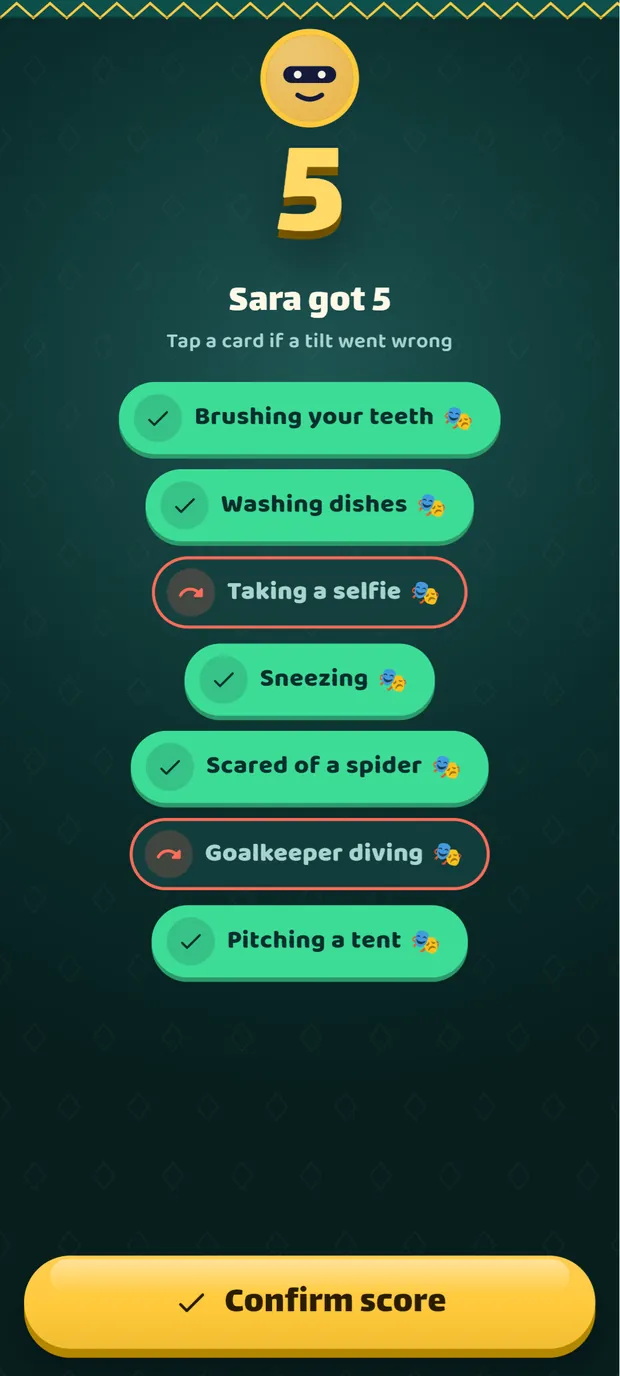 5
Sara got 5
Tap a card if a tilt went wrong
Brushing your teeth 🎭
Washing dishes 🎭
Taking a selfie 🎭
Sneezing 🎭
Scared of a spider 🎭
Goalkeeper diving 🎭
Pitching a tent 🎭
Confirm score